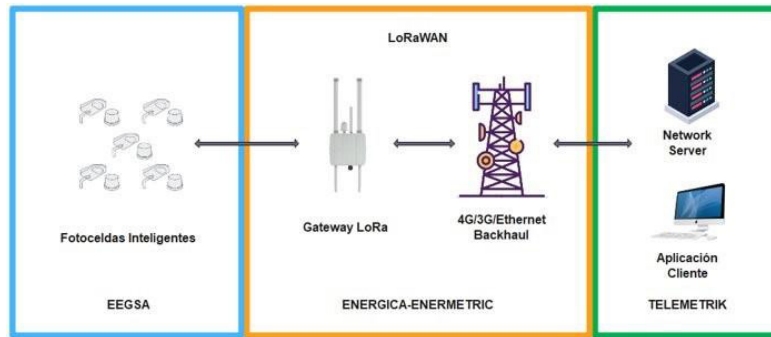 LoRaWAN
Fotoceldas Inteligentes
Gateway LoRa
4G/3G/Ethernet
Backhaul
Network
Server
Aplicación
Cliente
EEGSA
ENERGICA-ENERMETRIC
TELEMETRIK